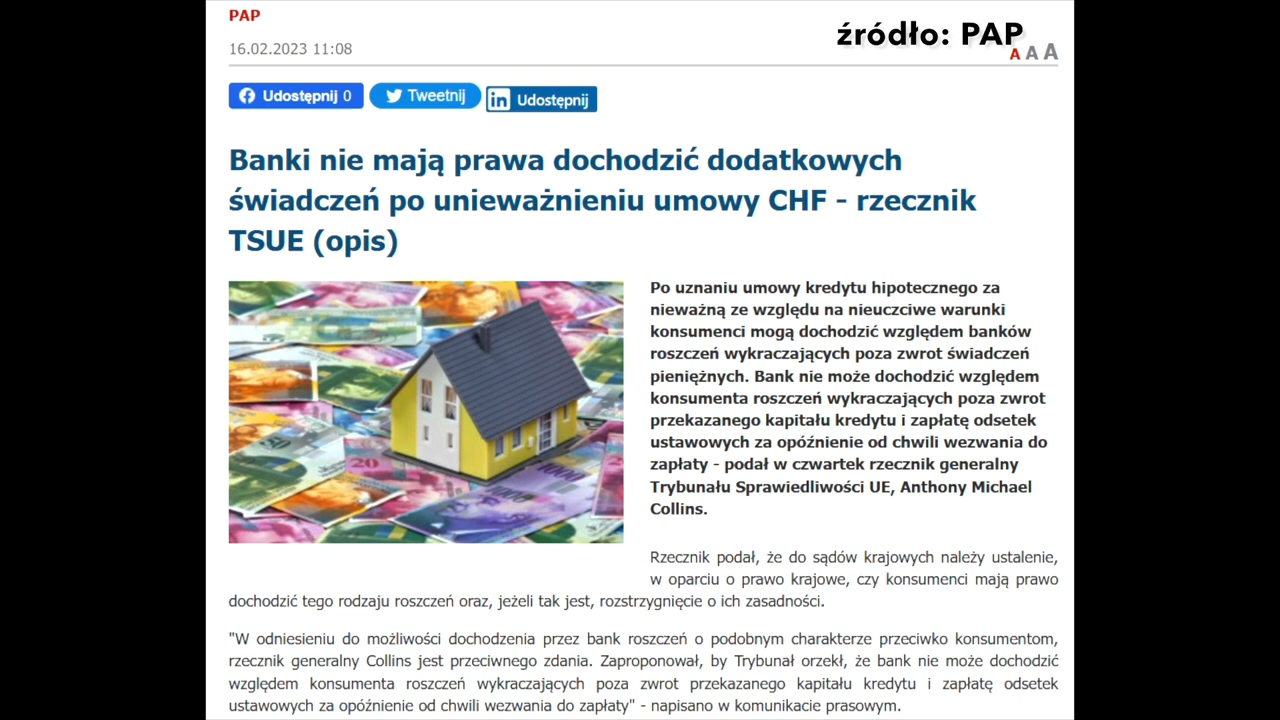 PAP
źródło: PAP
16.02.2023 11:08
A A A
Udostępnij 0
Tweetnij
Udostępnij
Banki nie mają prawa dochodzić dodatkowych
świadczeń po unieważnieniu umowy CHF - rzecznik
TSUE (opis)
Po uznaniu umowy kredytu hipotecznego za
nieważną ze względu na nieuczciwe warunki
konsumenci mogą dochodzić względem banków
roszczeń wykraczających poza zwrot świadczeń
pieniężnych. Bank nie może dochodzić względem
konsumenta roszczeń wykraczających poza zwrot
przekazanego kapitału kredytu i zapłatę odsetek
ustawowych za opóźnienie od chwili wezwania do
zapłaty - podał w czwartek rzecznik generalny
Trybunału Sprawiedliwości UE, Anthony Michael
Collins.
Rzecznik podał, że do sądów krajowych należy ustalenie,
w oparciu o prawo krajowe, czy konsumenci mają prawo
dochodzić tego rodzaju roszczeń oraz, jeżeli tak jest, rozstrzygnięcie o ich zasadności.
"W odniesieniu do możliwości dochodzenia przez bank roszczeń o podobnym charakterze przeciwko konsumentom,
rzecznik generalny Collins jest przeciwnego zdania. Zaproponował, by Trybunał orzekł, że bank nie może dochodzić
względem konsumenta roszczeń wykraczających poza zwrot przekazanego kapitału kredytu i zapłatę odsetek
ustawowych za opóźnienie od chwili wezwania do zapłaty" - napisano w komunikacie prasowym.